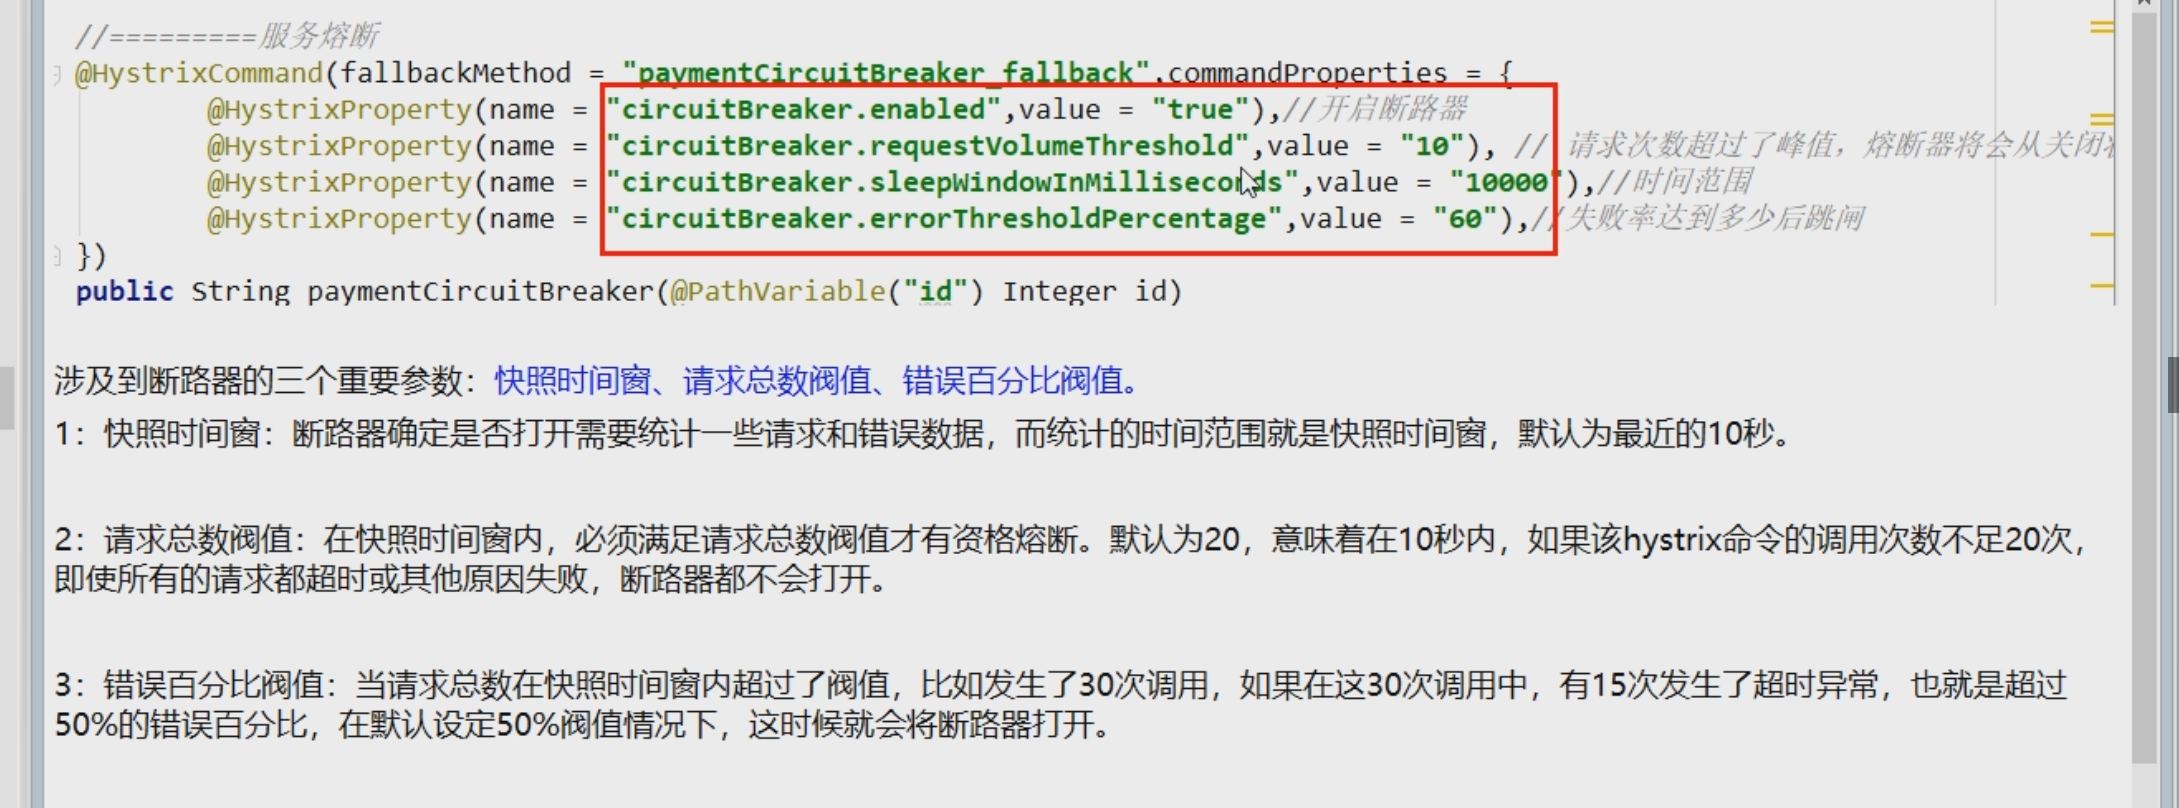 //=========服务熔断
@HystrixCommand(fallbackMethod = "paymentCircuitBreaker_fallback",commandProperties = {
@HystrixProperty(name = "circuitBreaker.enabled",value = "true"),//开启断路器
@HystrixProperty(name = "circuitBreaker.requestVolumeThreshold",value = "10"), // 请求次数超过了峰值，熔断器将会从关闭
@HystrixProperty(name = "circuitBreaker.sleepWindowInMilliseconds",value = "10000"),//时间范围
@HystrixProperty(name = "circuitBreaker.errorThresholdPercentage",value = "60"),//失败率达到多少后跳闸
})
public String paymentCircuitBreaker(@PathVariable("id") Integer id)
涉及到断路器的三个重要参数：快照时间窗、请求总数阀值、错误百分比阀值。
1：快照时间窗：断路器确定是否打开需要统计一些请求和错误数据，而统计的时间范围就是快照时间窗，默认为最近的10秒。
2：请求总数阀值：在快照时间窗内，必须满足请求总数阀值才有资格熔断。默认为20，意味着在10秒内，如果该hystrix命令的调用次数不足20次，
即使所有的请求都超时或其他原因失败，断路器都不会打开。
3：错误百分比阀值：当请求总数在快照时间窗内超过了阀值，比如发生了30次调用，如果在这30次调用中，有15次发生了超时异常，也就是超过
50%的错误百分比，在默认设定50%阀值情况下，这时候就会将断路器打开。